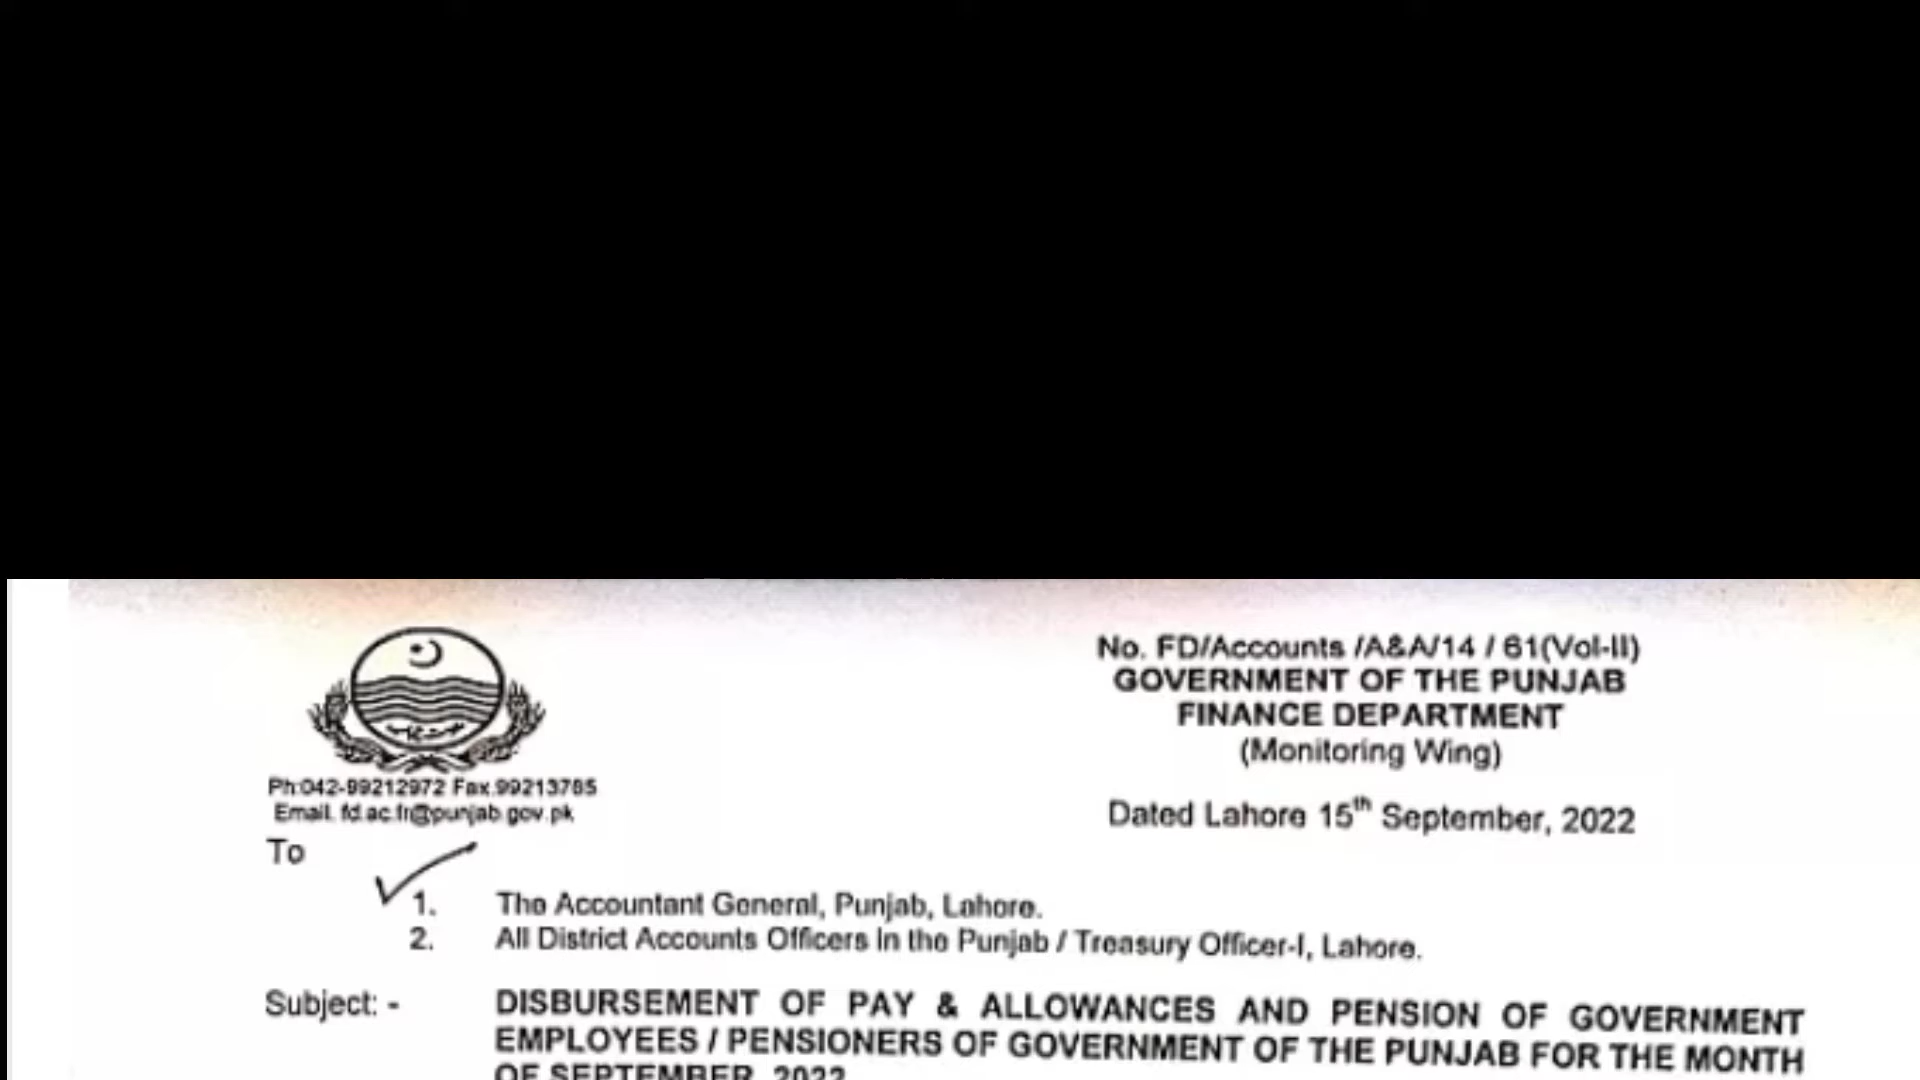 No. FD/Accounts /A&A/14 / 61(Vol-II)
GOVERNMENT OF THE PUNJAB
FINANCE DEPARTMENT
(Monitoring Wing)
Ph:042-99212972 Fax.99213785
Email. fd.ac.fr@punjab.gov.pk
Dated Lahore 15th September, 2022
To
1. The Accountant General, Punjab, Lahore.
2. All District Accounts Officers in the Punjab / Treasury Officer-I, Lahore.
Subject: - DISBURSEMENT OF PAY & ALLOWANCES AND PENSION OF GOVERNMENT
EMPLOYEES / PENSIONERS OF GOVERNMENT OF THE PUNJAB FOR THE MONTH
OF SEPTEMBER, 2022